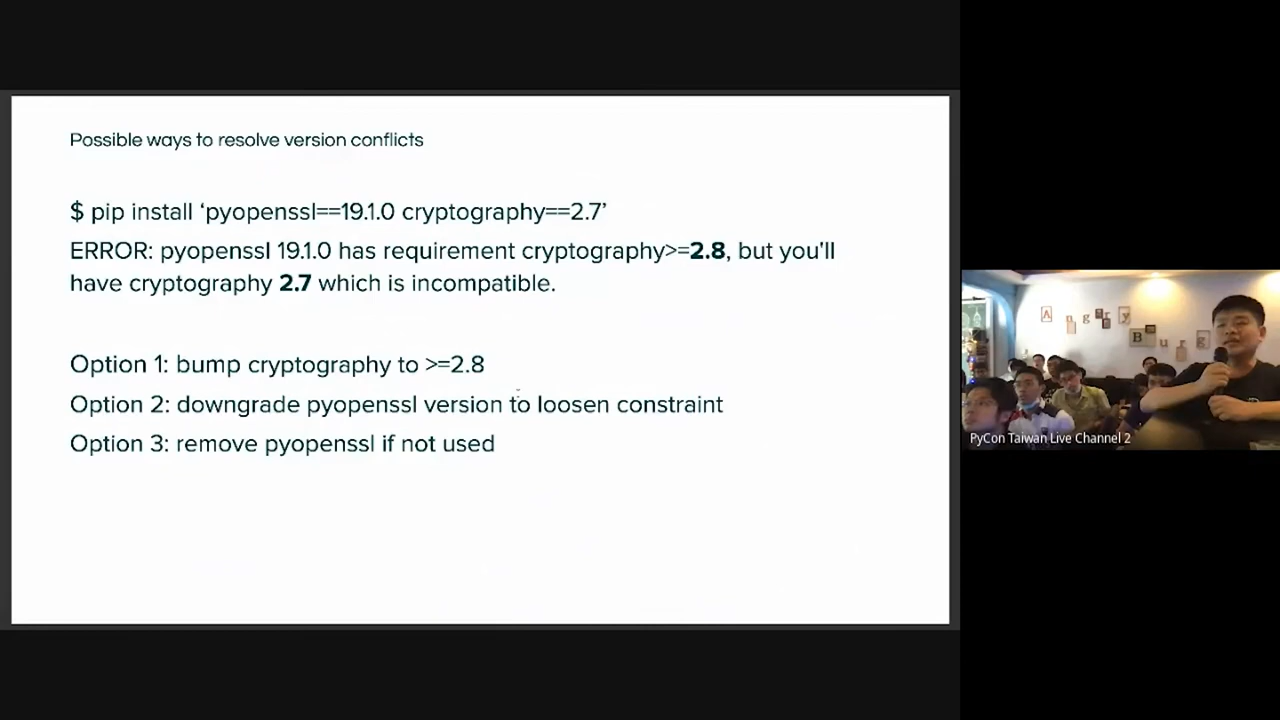 Possible ways to resolve version conflicts
$ pip install ‘pyopenssl==19.1.0 cryptography==2.7’
ERROR: pyopenssl 19.1.0 has requirement cryptography>=2.8, but you'll
have cryptography 2.7 which is incompatible.
Option 1: bump cryptography to >=2.8
Option 2: downgrade pyopenssl version to loosen constraint
Option 3: remove pyopenssl if not used
Angry
Burg
PyCon Taiwan Live Channel 2